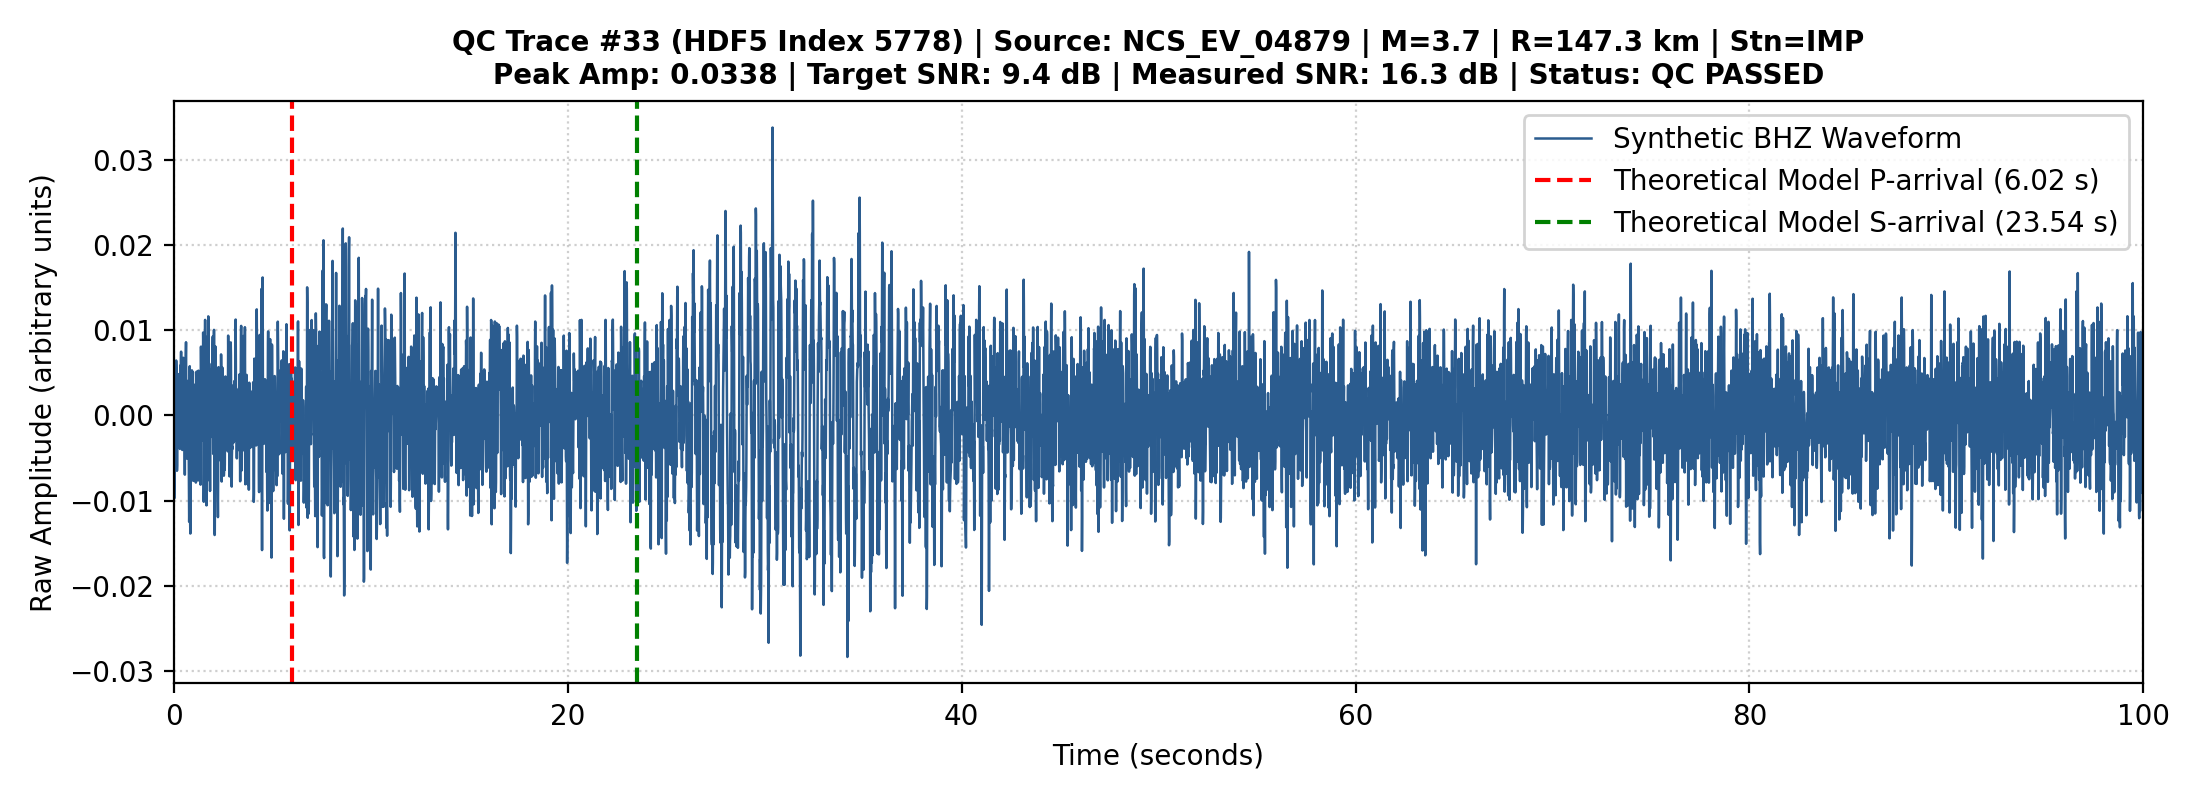 QC Trace #33 (HDF5 Index 5778) | Source: NCS_EV_04879 | M=3.7 | R=147.3 km | Stn=IMP
Peak Amp: 0.0338 | Target SNR: 9.4 dB | Measured SNR: 16.3 dB | Status: QC PASSED
Synthetic BHZ Waveform
Theoretical Model P-arrival (6.02 s)
Theoretical Model S-arrival (23.54 s)
Raw Amplitude (arbitrary units)
0.03
0.02
0.01
0.00
−0.01
−0.02
−0.03
0 20 40 60 80 100
Time (seconds)